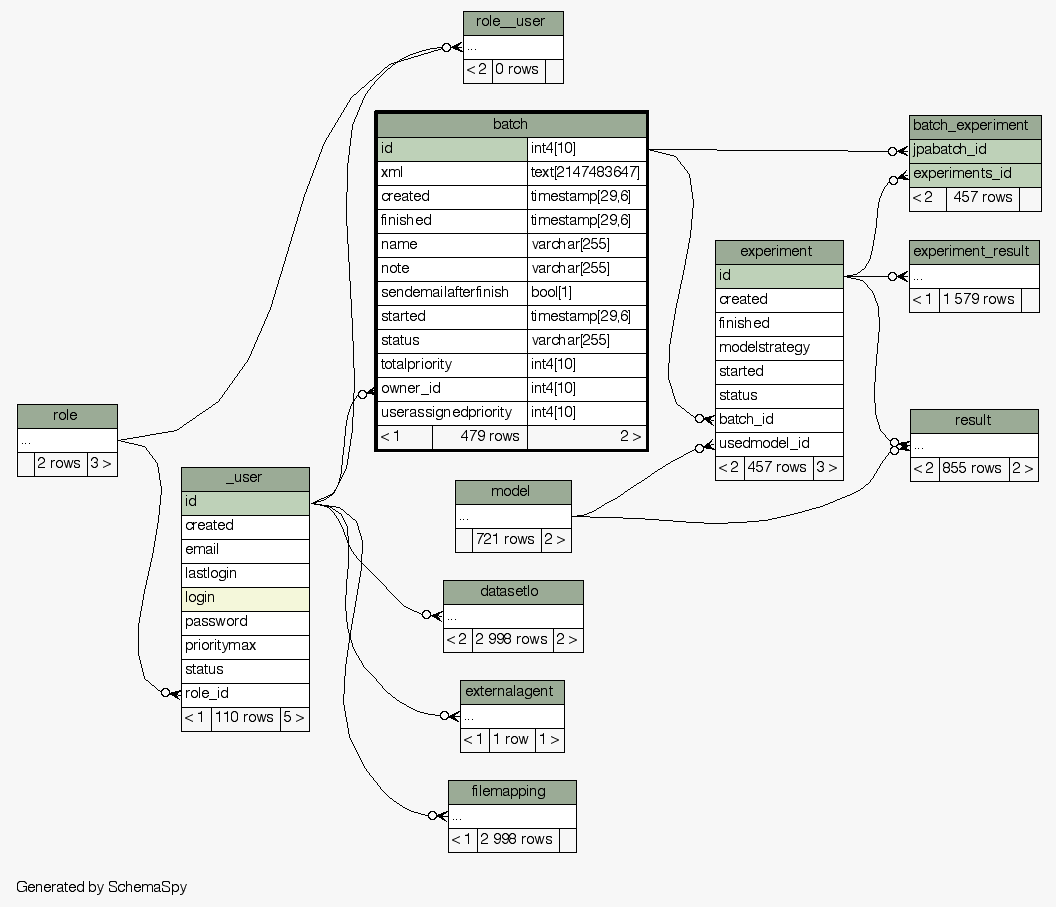 role__user
...
< 2 0 rows
batch
id int4[10]
xml text[2147483647]
created timestamp[29,6]
finished timestamp[29,6]
name varchar[255]
note varchar[255]
sendemailafterfinish bool[1]
started timestamp[29,6]
status varchar[255]
totalpriority int4[10]
owner_id int4[10]
userassignedpriority int4[10]
< 1 479 rows 2 >
batch_experiment
jpabatch_id
experiments_id
< 2 457 rows
experiment
id
created
finished
modelstrategy
started
status
batch_id
usedmodel_id
< 2 457 rows 3 >
experiment_result
...
< 1 1 579 rows
result
...
< 2 855 rows 2 >
role
...
2 rows 3 >
_user
id
created
email
lastlogin
login
password
prioritymax
status
role_id
< 1 110 rows 5 >
model
...
721 rows 2 >
datasetlo
...
< 2 2 998 rows 2 >
externalagent
...
< 1 1 row 1 >
filemapping
...
< 1 2 998 rows
Generated by SchemaSpy